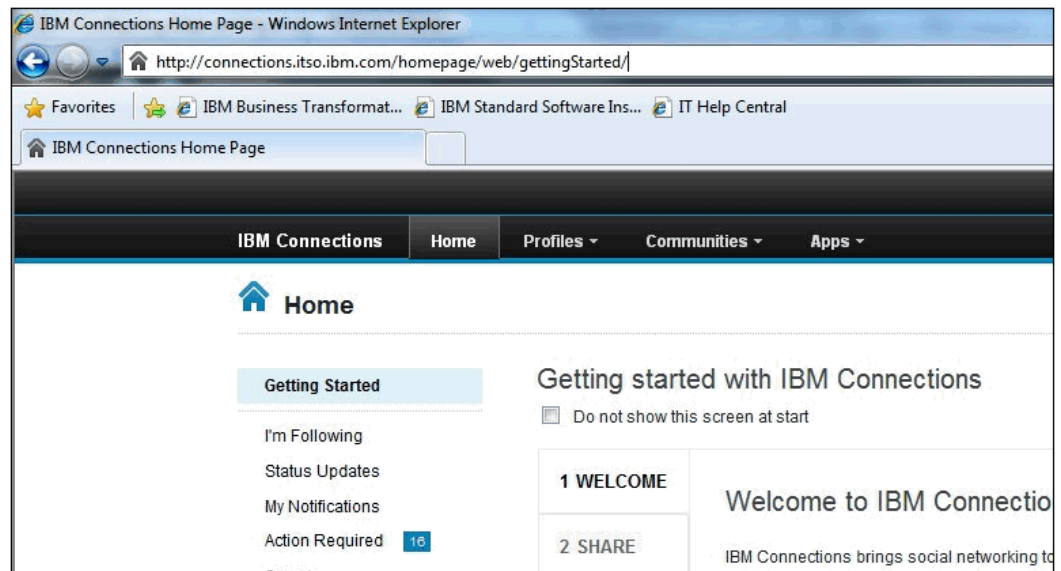 IBM Connections Home Page - Windows Internet Explorer
http://connections.itso.ibm.com/homepage/web/gettingStarted/
Favorites IBM Business Transformat... IBM Standard Software Ins... IT Help Central
IBM Connections Home Page
IBM Connections Home Profiles Communities Apps
Home
Getting Started
Getting started with IBM Connections
Do not show this screen at start
I'm Following
Status Updates
My Notifications
Action Required 16
1 WELCOME
2 SHARE
Welcome to IBM Connectio
IBM Connections brings social networking to